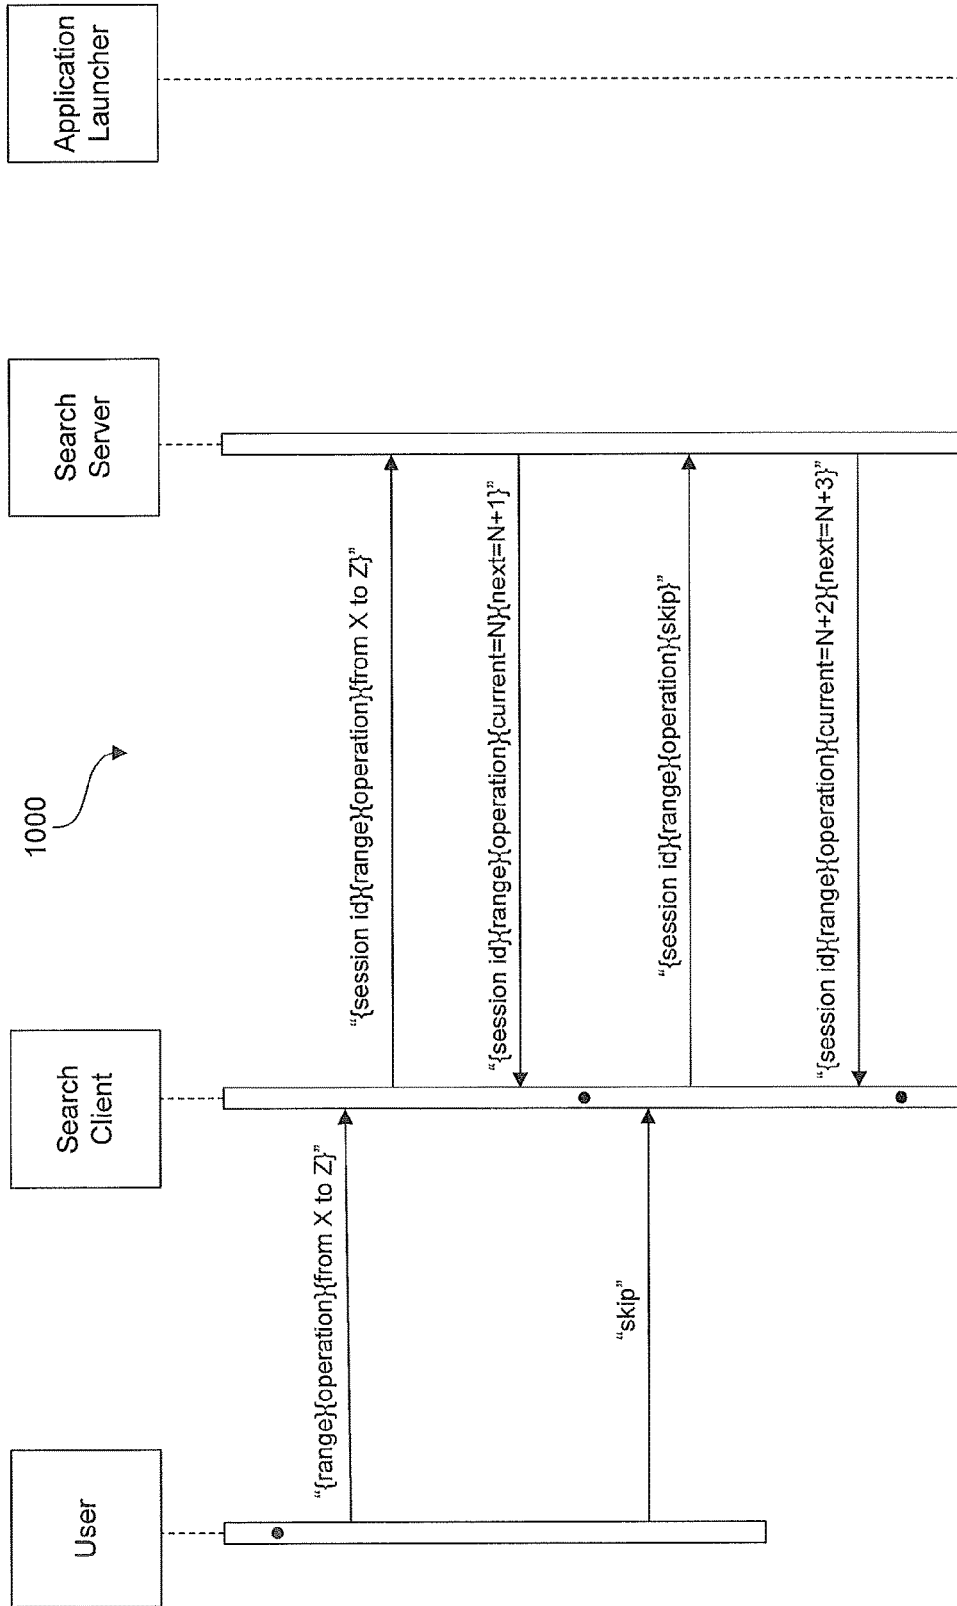 1000
User
Search
Client
Search
Server
Application
Launcher
“{range}{operation}{from X to Z}”
“{session id}{range}{operation}{from X to Z}”
“{session id}{range}{operation}{current=N}{next=N+1}”
“skip”
“{session id}{range}{operation}{skip}”
“{session id}{range}{operation}{current=N+2}{next=N+3}”